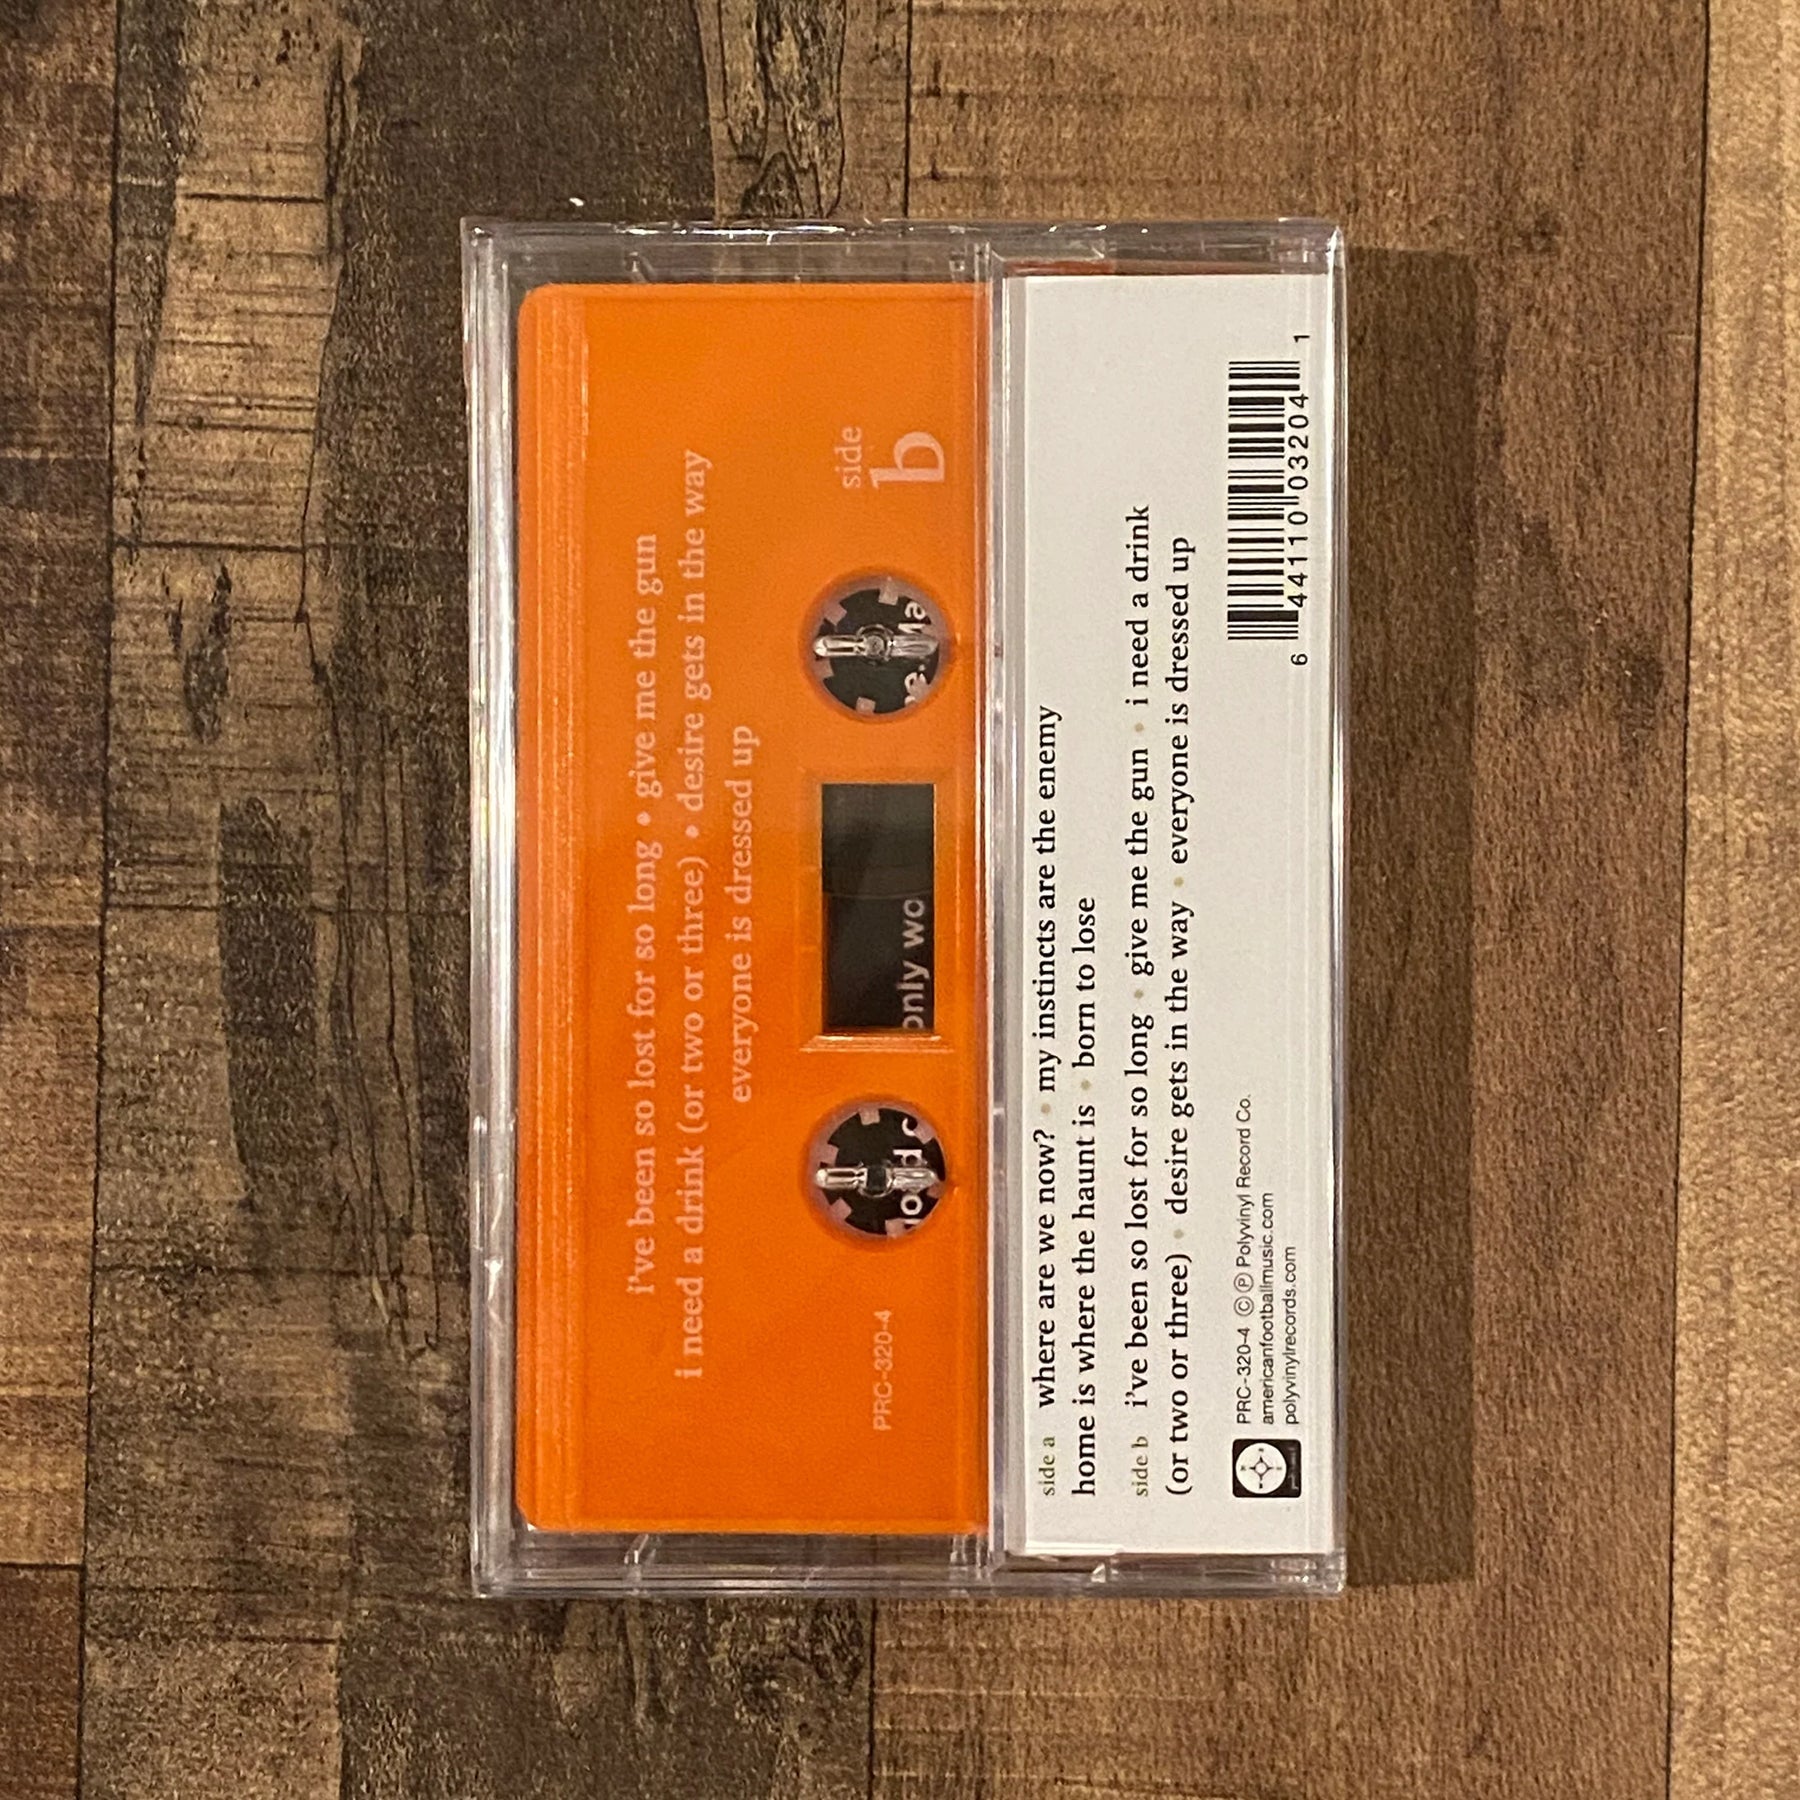 i've been so lost for so long • give me the gun
i need a drink (or two or three) • desire gets in the way
everyone is dressed up
side
b
PRC-320-4
only wo
side a where are we now? • my instincts are the enemy
home is where the haunt is • born to lose
side b i've been so lost for so long • give me the gun • i need a drink
(or two or three) • desire gets in the way • everyone is dressed up
PRC-320-4 © ℗ Polyvinyl Record Co.
americanfootballmusic.com
polyvinylrecords.com
6 44110 03204 1